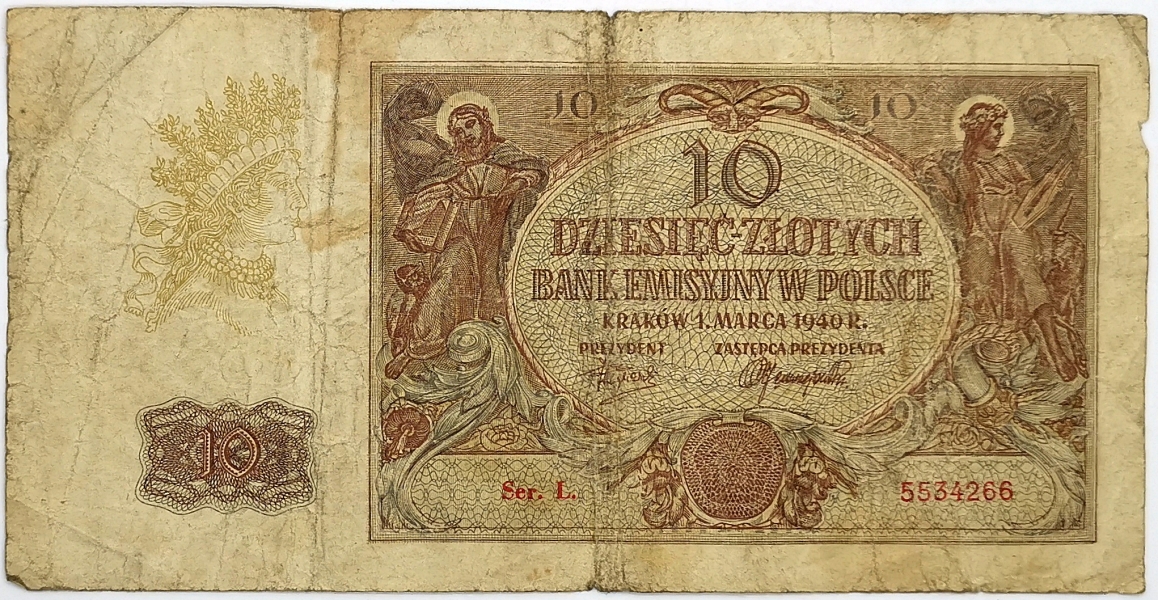 10 10
10
DZIESIĘĆ-ZŁOTYCH
BANK EMISYJNY W POLSCE
KRAKÓW 1. MARCA 1940 R.
PREZYDENT ZASTĘPCA PREZYDENTA
10
Ser. L. 5534266